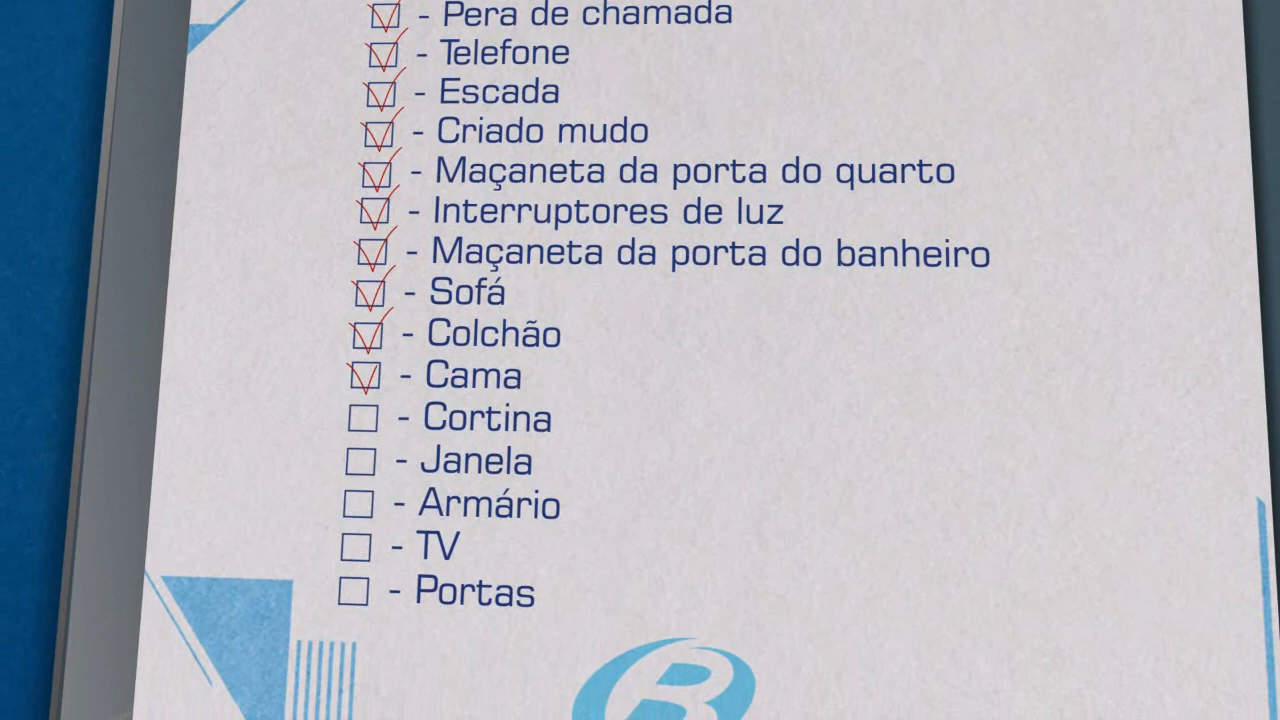 - Pera de chamada
- Telefone
- Escada
- Criado mudo
- Maçaneta da porta do quarto
- Interruptores de luz
- Maçaneta da porta do banheiro
- Sofá
- Colchão
- Cama
- Cortina
- Janela
- Armário
- TV
- Portas